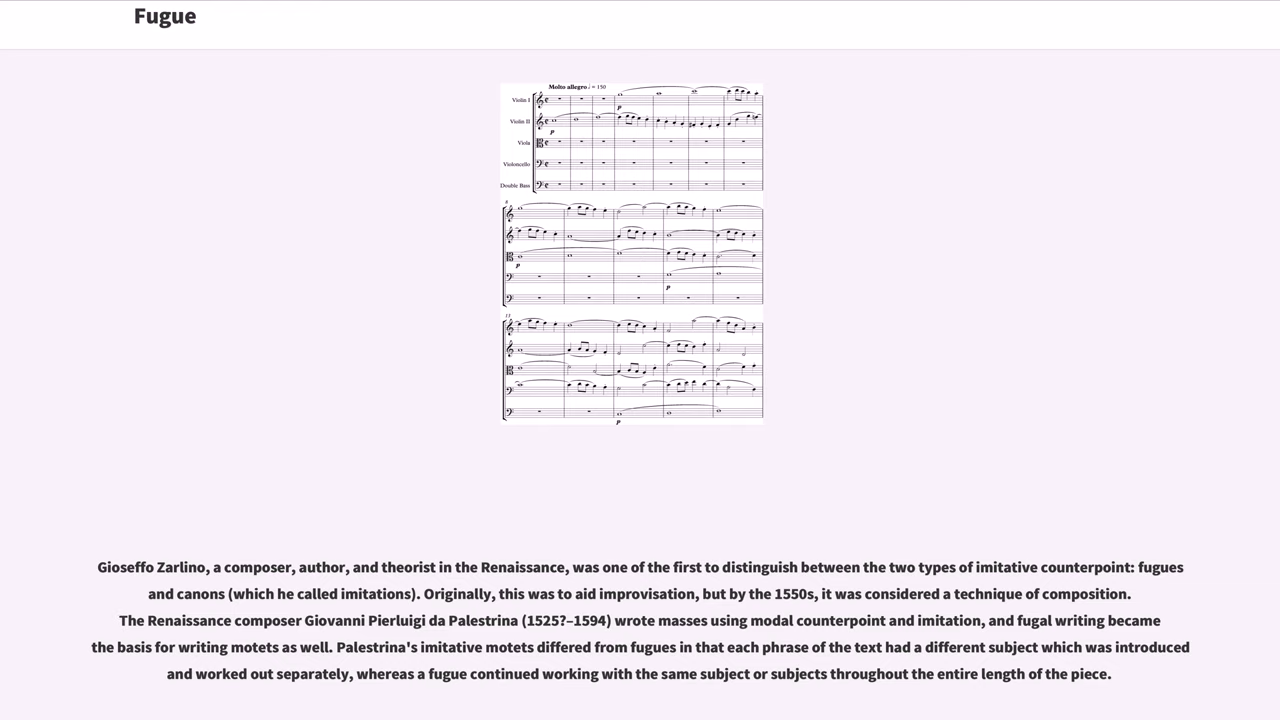 Fugue
Molto allegro ♩ = 150
Violin I
p
Violin II
p
Viola
Violoncello
Double Bass
p
p
13
p
Gioseffo Zarlino, a composer, author, and theorist in the Renaissance, was one of the first to distinguish between the two types of imitative counterpoint: fugues
and canons (which he called imitations). Originally, this was to aid improvisation, but by the 1550s, it was considered a technique of composition.
The Renaissance composer Giovanni Pierluigi da Palestrina (1525?–1594) wrote masses using modal counterpoint and imitation, and fugal writing became
the basis for writing motets as well. Palestrina's imitative motets differed from fugues in that each phrase of the text had a different subject which was introduced
and worked out separately, whereas a fugue continued working with the same subject or subjects throughout the entire length of the piece.